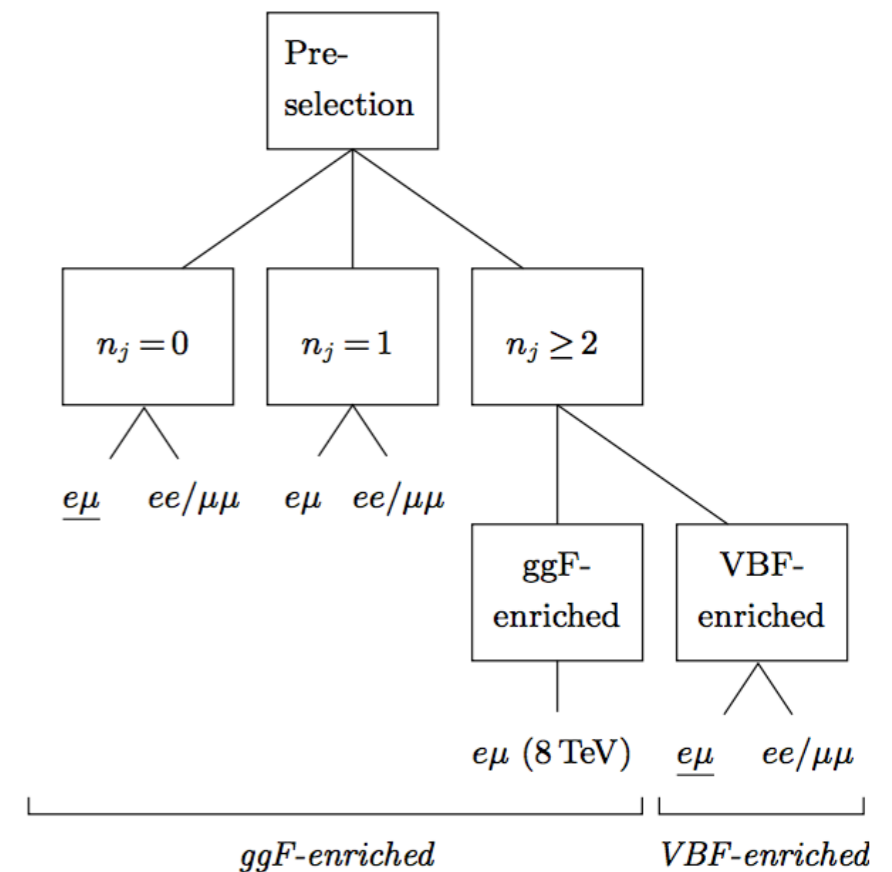 Pre-
selection
n_j = 0
n_j = 1
n_j ≥ 2
eμ
ee/μμ
eμ
ee/μμ
ggF-
enriched
VBF-
enriched
eμ (8 TeV)
eμ
ee/μμ
ggF-enriched
VBF-enriched